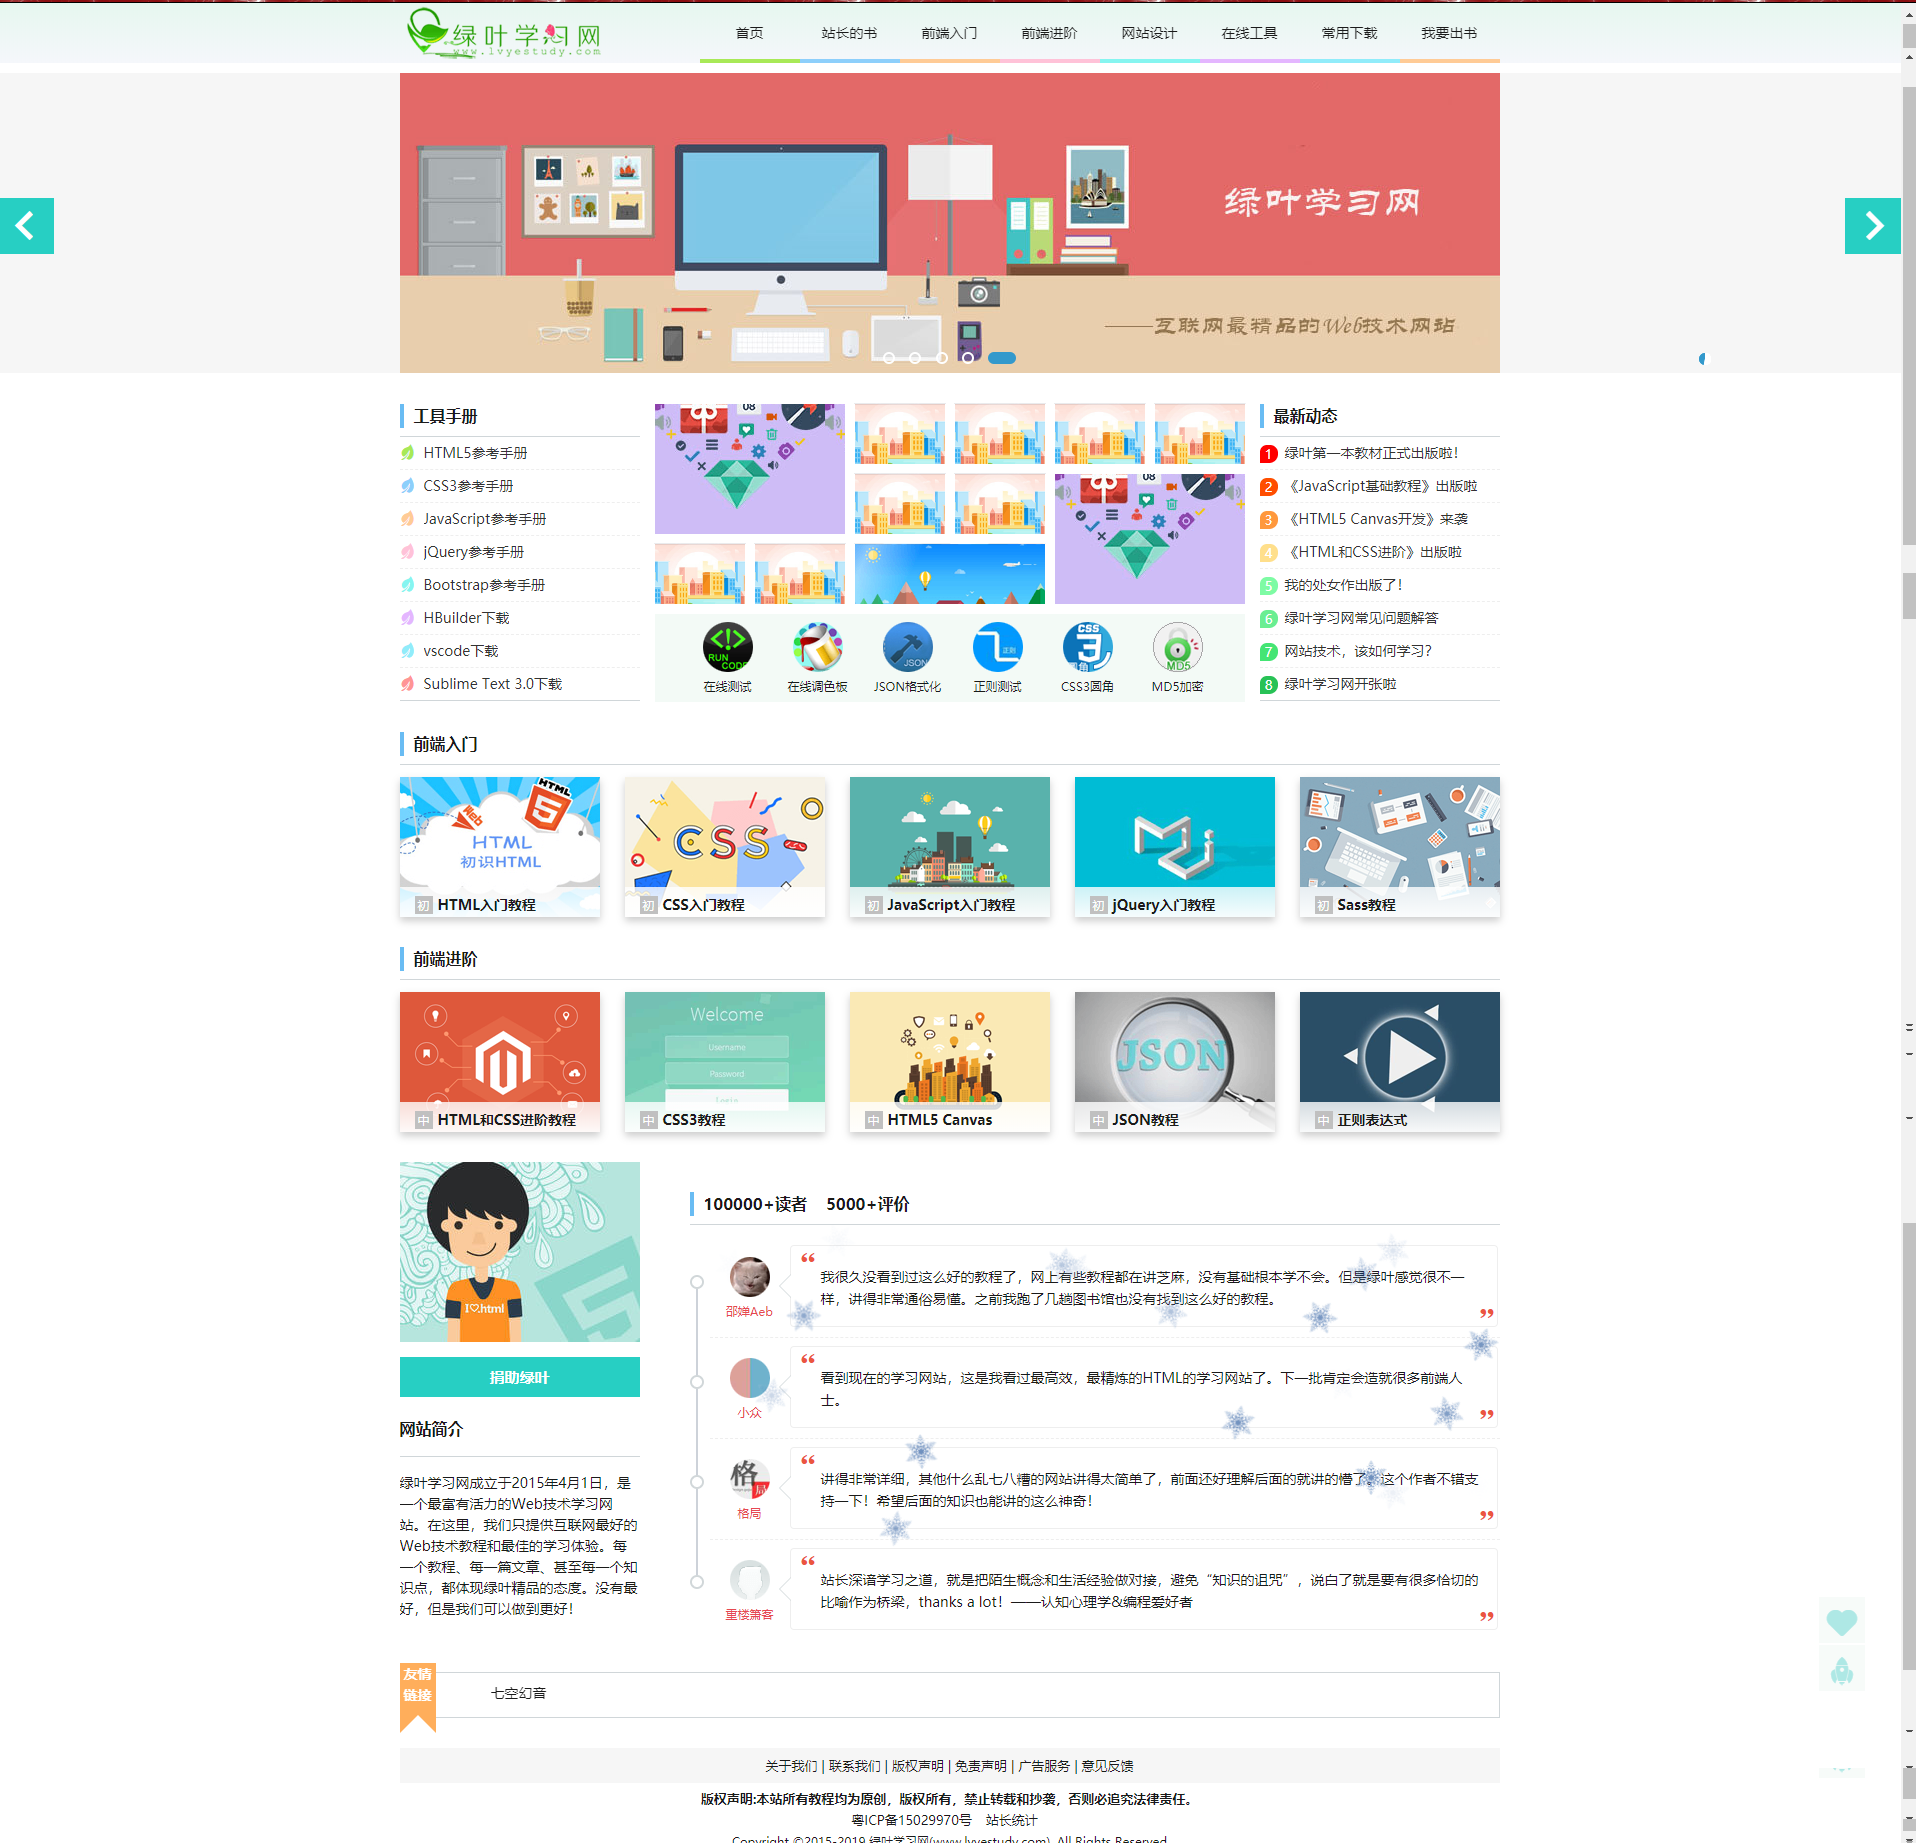 绿叶学习网
www.lvyestudy.com
首页 站长的书 前端入门 前端进阶 网站设计 在线工具 常用下载 我要出书
绿叶学习网
——互联网最精品的Web技术网站
工具手册
HTML5参考手册
CSS3参考手册
JavaScript参考手册
jQuery参考手册
Bootstrap参考手册
HBuilder下载
vscode下载
Sublime Text 3.0下载
08
08
RUN CODE
JSON
正则
CSS
圆角
MD5
在线测试 在线调色板 JSON格式化 正则测试 CSS3圆角 MD5加密
最新动态
1 绿叶第一本教材正式出版啦！
2 《JavaScript基础教程》出版啦
3 《HTML5 Canvas开发》来袭
4 《HTML和CSS进阶》出版啦
5 我的处女作出版了！
6 绿叶学习网常见问题解答
7 网站技术，该如何学习？
8 绿叶学习网开张啦
前端入门
HTML
5
Web
HTML
初识HTML
初 HTML入门教程
CSS
初 CSS入门教程
初 JavaScript入门教程
初 jQuery入门教程
初 Sass教程
前端进阶
中 HTML和CSS进阶教程
Welcome
Username
Password
Login
中 CSS3教程
中 HTML5 Canvas
JSON
中 JSON教程
中 正则表达式
I♡.html
捐助绿叶
网站简介
绿叶学习网成立于2015年4月1日，是
一个最富有活力的Web技术学习网
站。在这里，我们只提供互联网最好的
Web技术教程和最佳的学习体验。每
一个教程、每一篇文章、甚至每一个知
识点，都体现绿叶精品的态度。没有最
好，但是我们可以做到更好！
100000+读者 5000+评价
邵婵Aeb
“ 我很久没看到过这么好的教程了，网上有些教程都在讲芝麻，没有基础根本学不会。但是绿叶感觉很不一
样，讲得非常通俗易懂。之前我跑了几趟图书馆也没有找到这么好的教程。 ”
小众
“ 看到现在的学习网站，这是我看过最高效，最精炼的HTML的学习网站了。下一批肯定会造就很多前端人
士。 ”
格局
格局
“ 讲得非常详细，其他什么乱七八糟的网站讲得太简单了，前面还好理解后面的就讲的懵了。这个作者不错支
持一下！希望后面的知识也能讲的这么神奇！ ”
重楼箫客
“ 站长深谙学习之道，就是把陌生概念和生活经验做对接，避免“知识的诅咒”，说白了就是要有很多恰切的
比喻作为桥梁，thanks a lot！——认知心理学&编程爱好者 ”
友情
链接
七空幻音
关于我们 | 联系我们 | 版权声明 | 免责声明 | 广告服务 | 意见反馈
版权声明:本站所有教程均为原创，版权所有，禁止转载和抄袭，否则必追究法律责任。
粤ICP备15029970号 站长统计
Copyright ©2015-2019 绿叶学习网(www.lvyestudy.com), All Rights Reserved